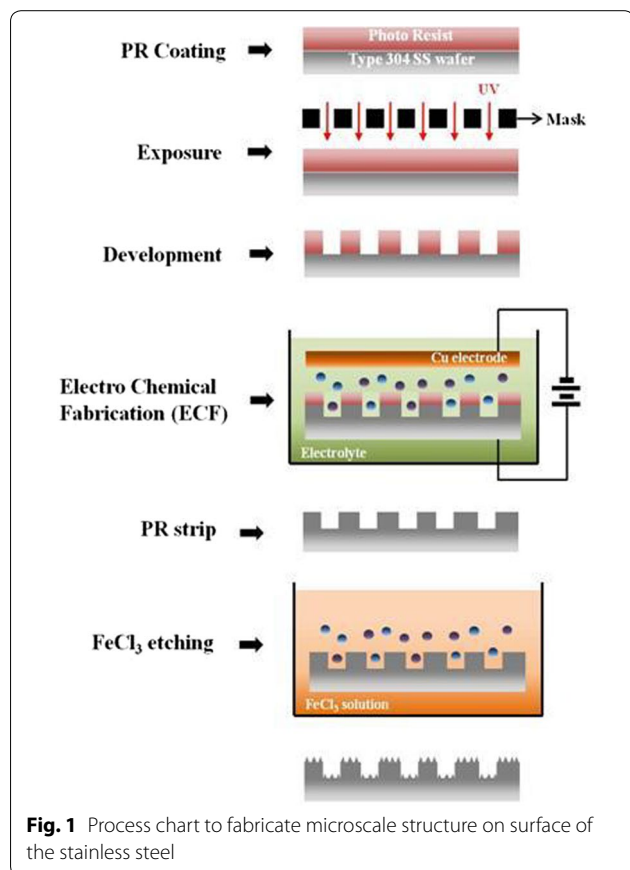 PR Coating
Photo Resist
Type 304 SS wafer
UV
Mask
Exposure
Development
Cu electrode
Electro Chemical
Fabrication (ECF)
Electrolyte
PR strip
FeCl₃ etching
FeCl₃ solution
Fig. 1 Process chart to fabricate microscale structure on surface of
the stainless steel